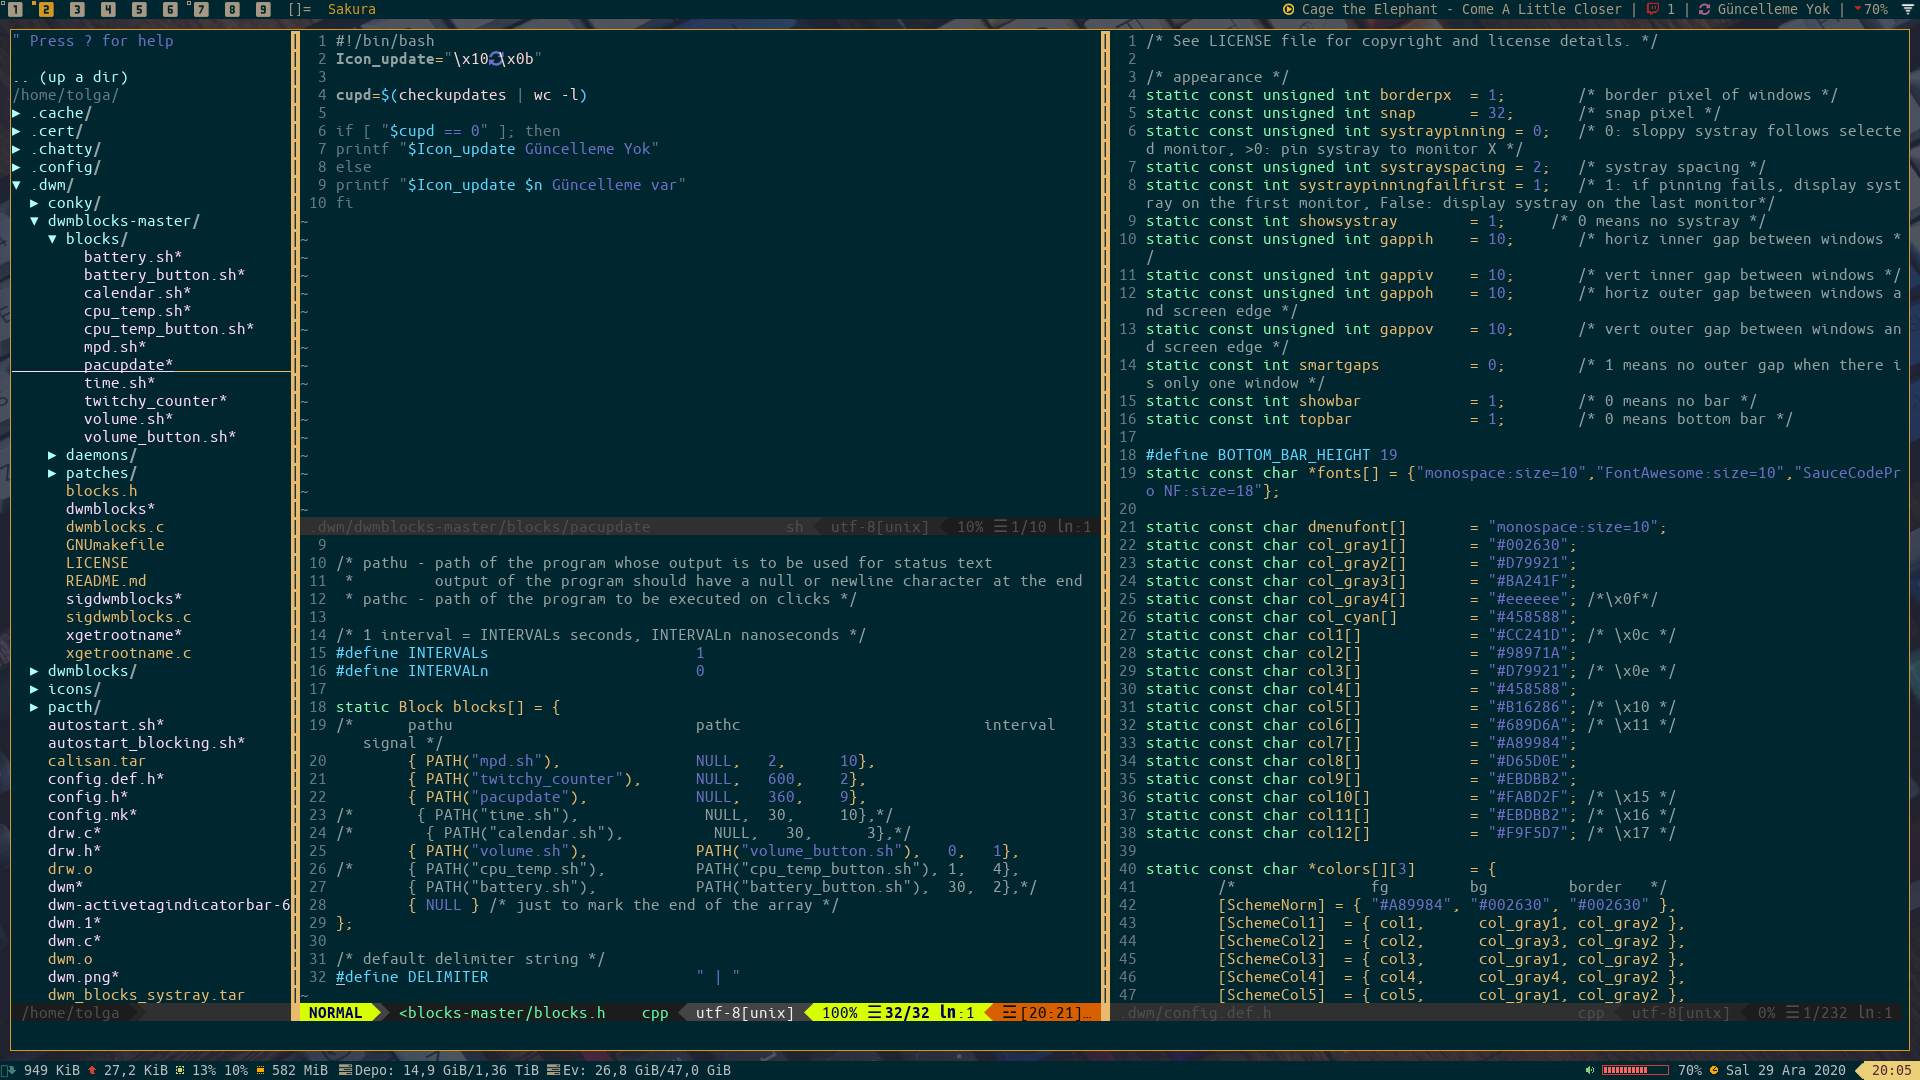 1 2 3 4 5 6 7 8 9 []= Sakura
Cage the Elephant - Come A Little Closer | 1 | Güncelleme Yok | 70%
" Press ? for help
.. (up a dir)
/home/tolga/
▶ .cache/
▶ .cert/
▶ .chatty/
▶ .config/
▼ .dwm/
▶ conky/
▼ dwmblocks-master/
▼ blocks/
battery.sh*
battery_button.sh*
calendar.sh*
cpu_temp.sh*
cpu_temp_button.sh*
mpd.sh*
pacupdate*
time.sh*
twitchy_counter*
volume.sh*
volume_button.sh*
▶ daemons/
▶ patches/
blocks.h
dwmblocks*
dwmblocks.c
GNUmakefile
LICENSE
README.md
sigdwmblocks*
sigdwmblocks.c
xgetrootname*
xgetrootname.c
▶ dwmblocks/
▶ icons/
▶ pacth/
autostart.sh*
autostart_blocking.sh*
calisan.tar
config.def.h*
config.h*
config.mk*
drw.c*
drw.h*
drw.o
dwm*
dwm-activetagindicatorbar-6
dwm.1*
dwm.c*
dwm.o
dwm.png*
dwm_blocks_systray.tar
/home/tolga
1 #!/bin/bash
2 Icon_update="\x10\x0b"
3
4 cupd=$(checkupdates | wc -l)
5
6 if [ "$cupd == 0" ]; then
7 printf "$Icon_update Güncelleme Yok"
8 else
9 printf "$Icon_update $n Güncelleme var"
10 fi
.dwm/dwmblocks-master/blocks/pacupdate sh utf-8[unix] 10% ☰1/10 ln:1
9
10 /* pathu - path of the program whose output is to be used for status text
11 * output of the program should have a null or newline character at the end
12 * pathc - path of the program to be executed on clicks */
13
14 /* 1 interval = INTERVALs seconds, INTERVALn nanoseconds */
15 #define INTERVALs 1
16 #define INTERVALn 0
17
18 static Block blocks[] = {
19 /* pathu pathc interval
signal */
20 { PATH("mpd.sh"), NULL, 2, 10},
21 { PATH("twitchy_counter"), NULL, 600, 2},
22 { PATH("pacupdate"), NULL, 360, 9},
23 /* { PATH("time.sh"), NULL, 30, 10},*/
24 /* { PATH("calendar.sh"), NULL, 30, 3},*/
25 { PATH("volume.sh"), PATH("volume_button.sh"), 0, 1},
26 /* { PATH("cpu_temp.sh"), PATH("cpu_temp_button.sh"), 1, 4},
27 { PATH("battery.sh"), PATH("battery_button.sh"), 30, 2},*/
28 { NULL } /* just to mark the end of the array */
29 };
30
31 /* default delimiter string */
32 #define DELIMITER " | "
NORMAL <blocks-master/blocks.h cpp utf-8[unix] 100% ☰32/32 ln:1 ☲[20:21]…
1 /* See LICENSE file for copyright and license details. */
2
3 /* appearance */
4 static const unsigned int borderpx = 1; /* border pixel of windows */
5 static const unsigned int snap = 32; /* snap pixel */
6 static const unsigned int systraypinning = 0; /* 0: sloppy systray follows selecte
d monitor, >0: pin systray to monitor X */
7 static const unsigned int systrayspacing = 2; /* systray spacing */
8 static const int systraypinningfailfirst = 1; /* 1: if pinning fails, display syst
ray on the first monitor, False: display systray on the last monitor*/
9 static const int showsystray = 1; /* 0 means no systray */
10 static const unsigned int gappih = 10; /* horiz inner gap between windows *
/
11 static const unsigned int gappiv = 10; /* vert inner gap between windows */
12 static const unsigned int gappoh = 10; /* horiz outer gap between windows a
nd screen edge */
13 static const unsigned int gappov = 10; /* vert outer gap between windows an
d screen edge */
14 static const int smartgaps = 0; /* 1 means no outer gap when there i
s only one window */
15 static const int showbar = 1; /* 0 means no bar */
16 static const int topbar = 1; /* 0 means bottom bar */
17
18 #define BOTTOM_BAR_HEIGHT 19
19 static const char *fonts[] = {"monospace:size=10","FontAwesome:size=10","SauceCodePr
o NF:size=18"};
20
21 static const char dmenufont[] = "monospace:size=10";
22 static const char col_gray1[] = "#002630";
23 static const char col_gray2[] = "#D79921";
24 static const char col_gray3[] = "#BA241F";
25 static const char col_gray4[] = "#eeeeee"; /*\x0f*/
26 static const char col_cyan[] = "#458588";
27 static const char col1[] = "#CC241D"; /* \x0c */
28 static const char col2[] = "#98971A";
29 static const char col3[] = "#D79921"; /* \x0e */
30 static const char col4[] = "#458588";
31 static const char col5[] = "#B16286"; /* \x10 */
32 static const char col6[] = "#689D6A"; /* \x11 */
33 static const char col7[] = "#A89984";
34 static const char col8[] = "#D65D0E";
35 static const char col9[] = "#EBDBB2";
36 static const char col10[] = "#FABD2F"; /* \x15 */
37 static const char col11[] = "#EBDBB2"; /* \x16 */
38 static const char col12[] = "#F9F5D7"; /* \x17 */
39
40 static const char *colors[][3] = {
41 /* fg bg border */
42 [SchemeNorm] = { "#A89984", "#002630", "#002630" },
43 [SchemeCol1] = { col1, col_gray1, col_gray2 },
44 [SchemeCol2] = { col2, col_gray3, col_gray2 },
45 [SchemeCol3] = { col3, col_gray1, col_gray2 },
46 [SchemeCol4] = { col4, col_gray4, col_gray2 },
47 [SchemeCol5] = { col5, col_gray1, col_gray2 },
.dwm/config.def.h cpp utf-8[unix] 0% ☰1/232 ln:1
949 KiB 27,2 KiB 13% 10% 582 MiB Depo: 14,9 GiB/1,36 TiB Ev: 26,8 GiB/47,0 GiB
70% Sal 29 Ara 2020 20:05